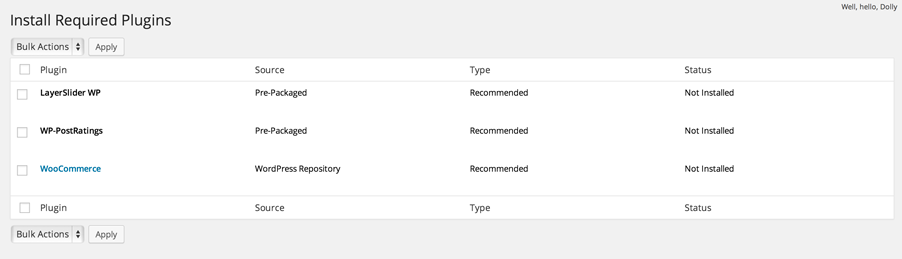 Well, hello, Dolly
Install Required Plugins
Bulk Actions Apply
Plugin Source Type Status
LayerSlider WP Pre-Packaged Recommended Not Installed
WP-PostRatings Pre-Packaged Recommended Not Installed
WooCommerce WordPress Repository Recommended Not Installed
Plugin Source Type Status
Bulk Actions Apply